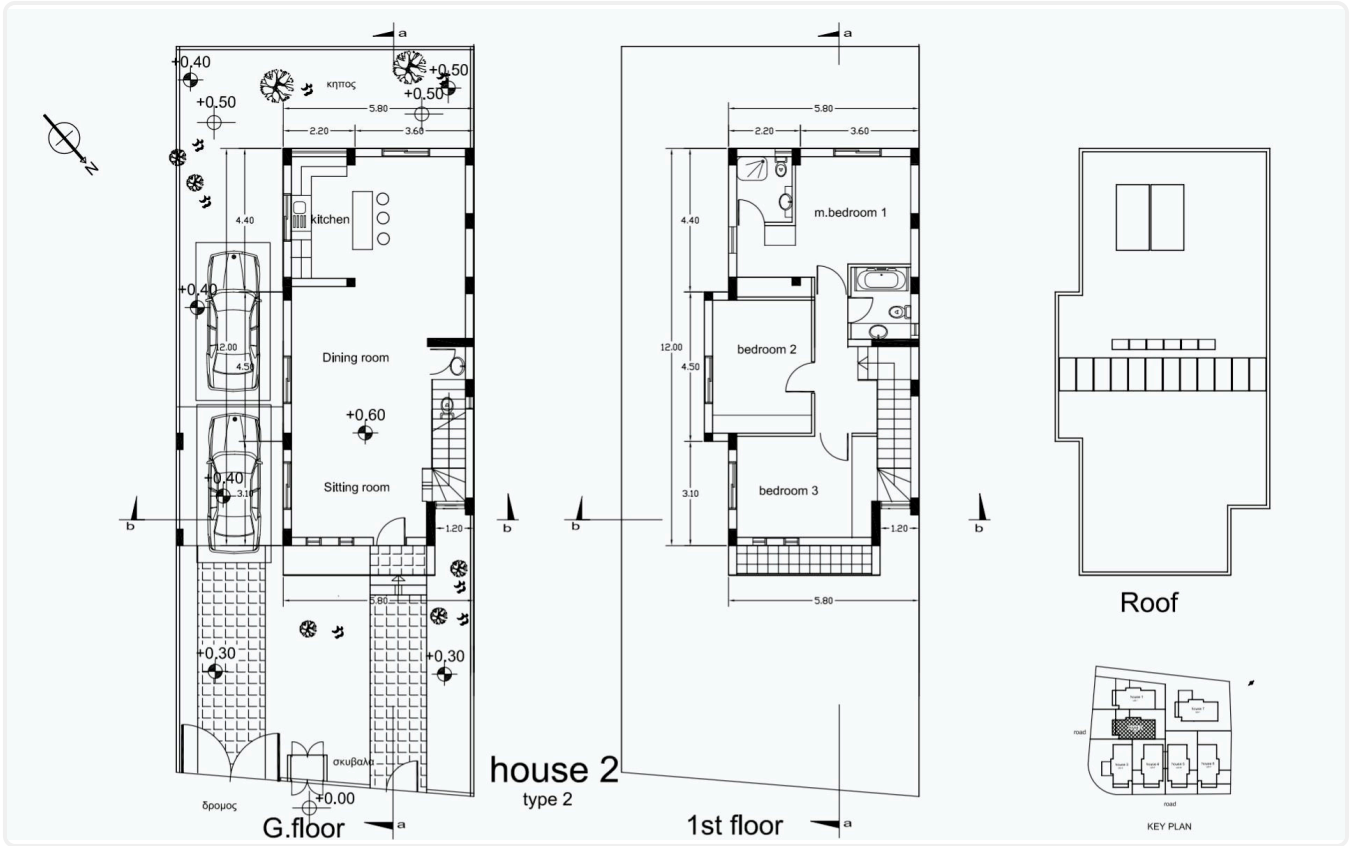 a
a
+0.40
+0.50
κηπος
+0.50
+0.50
5.80
2.20
3.60
5.80
2.20
3.60
N
kitchen
4.40
4.40
m.bedroom 1
+0.40
12.00
4.50
Dining room
12.00
4.50
bedroom 2
+0.60
+0.40
3.10
Sitting room
3.10
bedroom 3
b
b
1.20
b
b
1.20
5.80
5.80
Roof
+0.30
+0.30
σκυβαλα
δρομος
+0.00
house 2
type 2
G.floor
a
1st floor
a
house 1
house 7
road
road
KEY PLAN